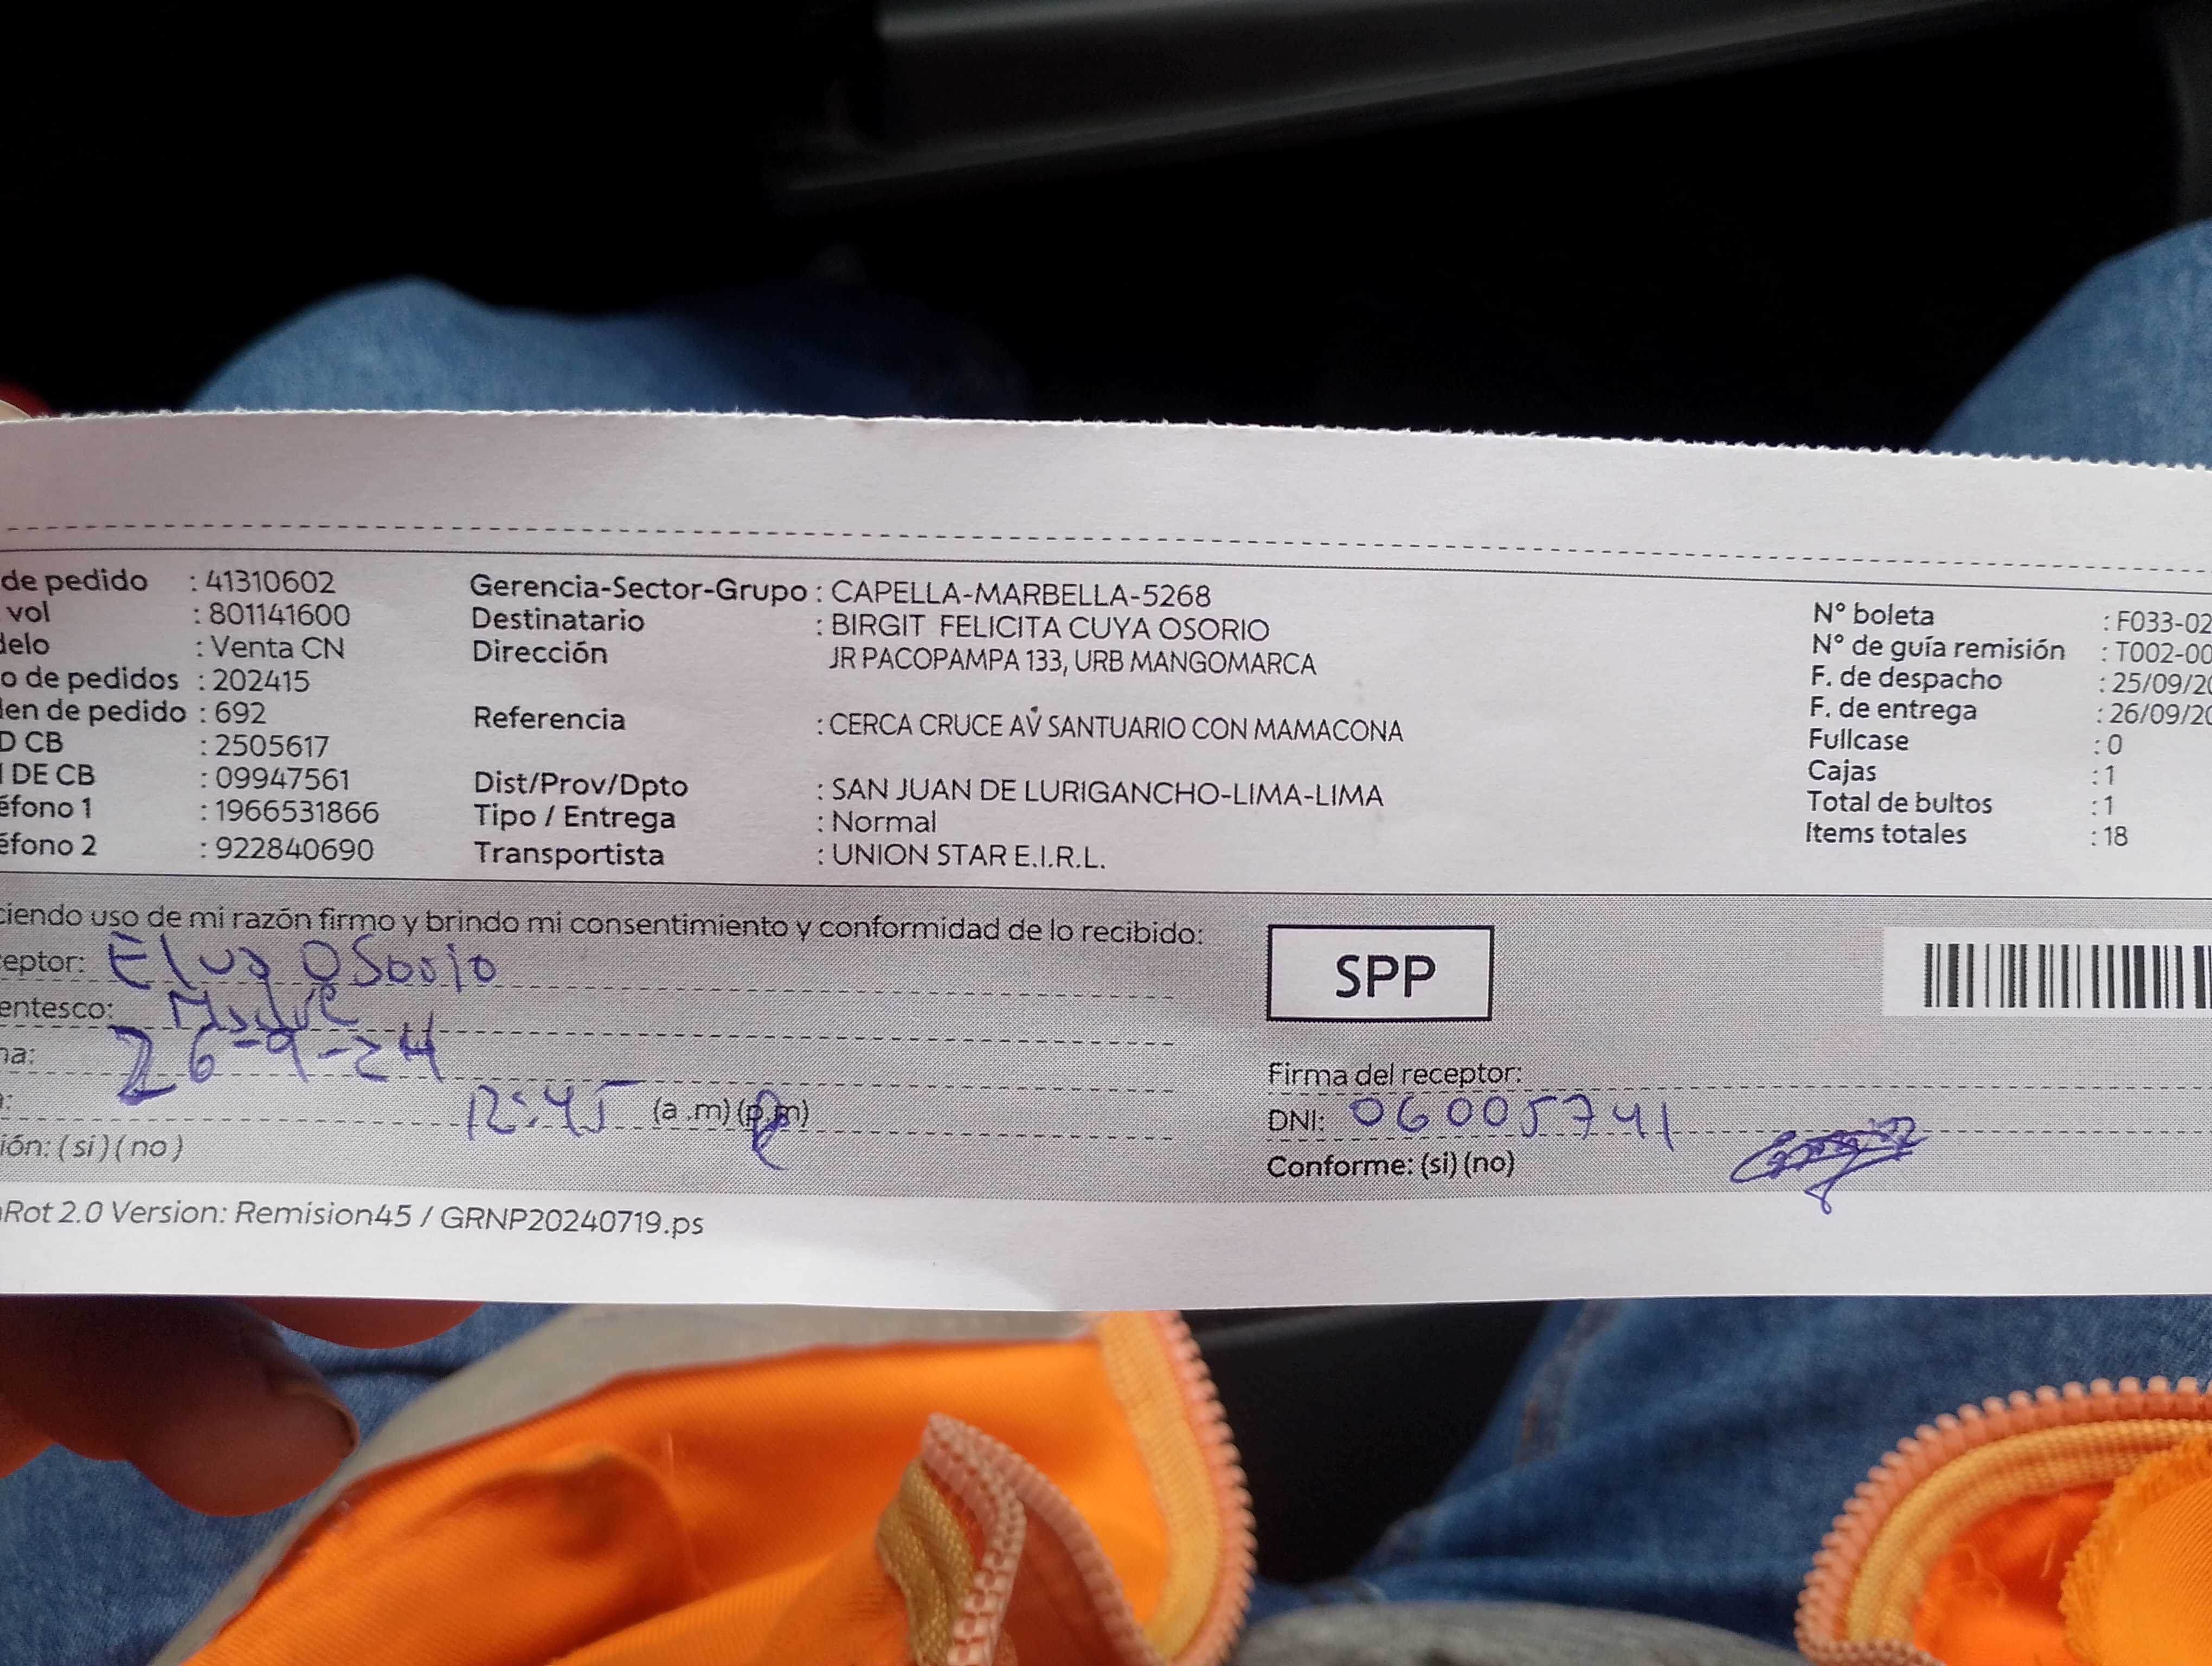 de pedido : 41310602
vol : 801141600
delo : Venta CN
o de pedidos : 202415
den de pedido : 692
D CB : 2505617
DE CB : 09947561
éfono 1 : 1966531866
éfono 2 : 922840690
Gerencia-Sector-Grupo : CAPELLA-MARBELLA-5268
Destinatario : BIRGIT FELICITA CUYA OSORIO
Dirección JR PACOPAMPA 133, URB MANGOMARCA
Referencia : CERCA CRUCE AV SANTUARIO CON MAMACONA
Dist/Prov/Dpto : SAN JUAN DE LURIGANCHO-LIMA-LIMA
Tipo / Entrega : Normal
Transportista : UNION STAR E.I.R.L.
N° boleta : F033-02
N° de guía remisión : T002-00
F. de despacho : 25/09/20
F. de entrega : 26/09/20
Fullcase : 0
Cajas : 1
Total de bultos : 1
Items totales : 18
ciendo uso de mi razón firmo y brindo mi consentimiento y conformidad de lo recibido:
eptor: Osorio
entesco: Madre
na: 26-9-24
: 12:45 (a .m) (p.m)
ión: (si) (no)
SPP
Firma del receptor:
DNI: 06005741
Conforme: (si) (no)
Rot 2.0 Version: Remision45 / GRNP20240719.ps